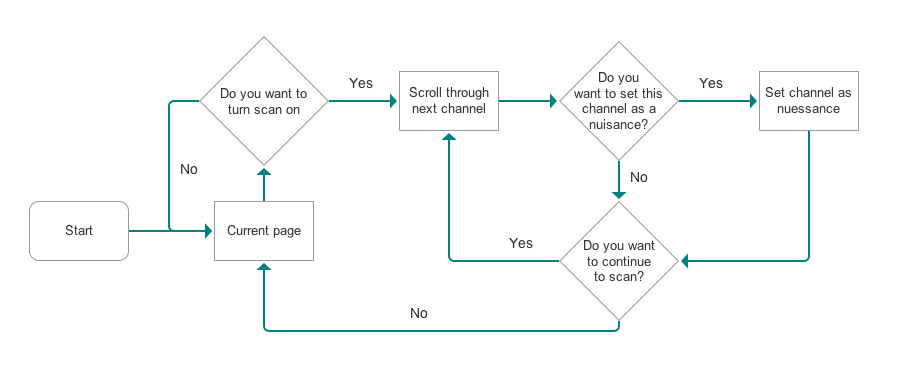 Do you want to
turn scan on
Yes
Scroll through
next channel
Do you
want to set this
channel as a
nuisance?
Yes
Set channel as
nuessance
No
No
Start
Current page
Yes
Do you want
to continue
to scan?
No